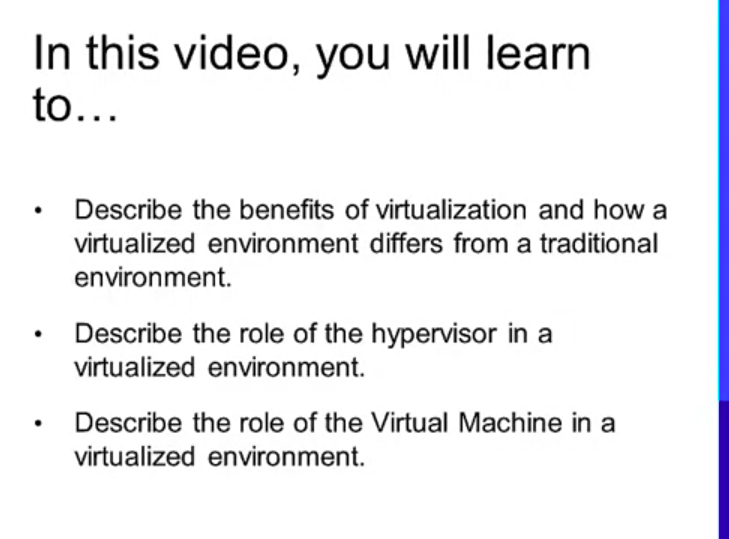 In this video, you will learn
to…
• Describe the benefits of virtualization and how a
virtualized environment differs from a traditional
environment.
• Describe the role of the hypervisor in a
virtualized environment.
• Describe the role of the Virtual Machine in a
virtualized environment.